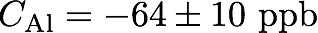 C_Al = −64 ± 10 ppb